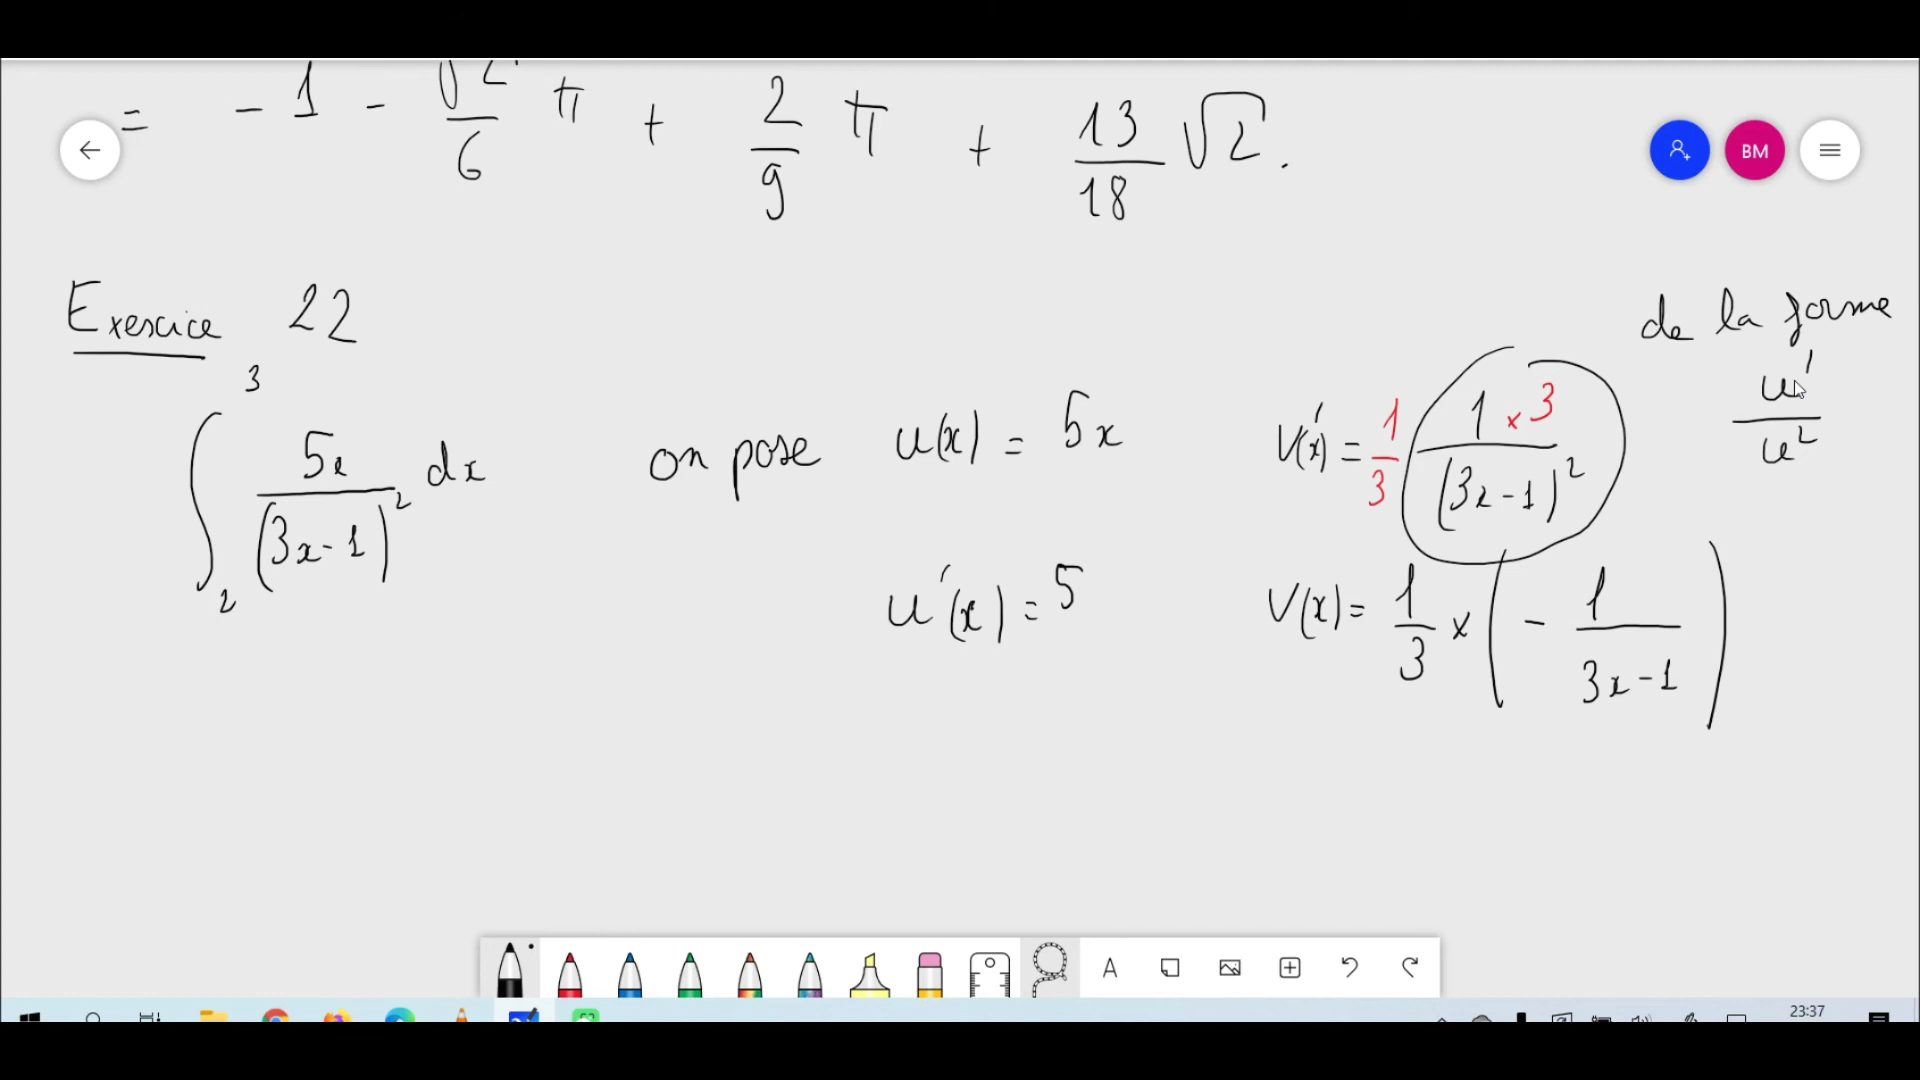 = - 1 - √2/6 π + 2/9 π + 13/18 √2.
BM
Exercice 22
de la forme
u'/u²
∫₂³ 5x/(3x-1)² dx
on pose u(x) = 5x
v'(x) = 1/3 1×3/(3x-1)²
u'(x) = 5
v(x) = 1/3 × ( - 1/(3x-1) )
A
23:37